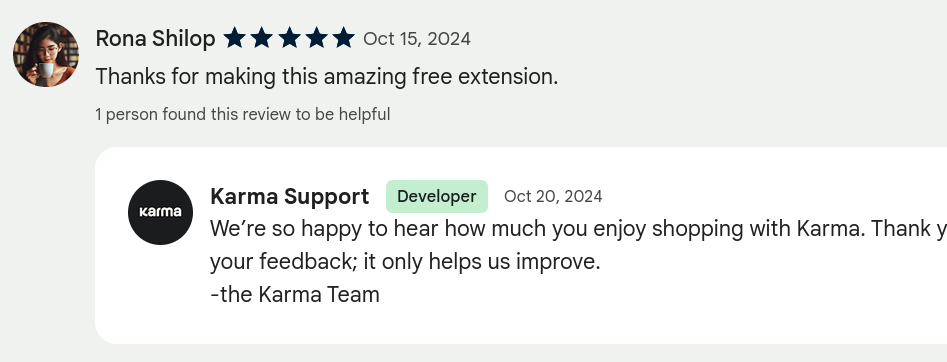 Rona Shilop Oct 15, 2024
Thanks for making this amazing free extension.
1 person found this review to be helpful
karma
Karma Support Developer Oct 20, 2024
We're so happy to hear how much you enjoy shopping with Karma. Thank
your feedback; it only helps us improve.
-the Karma Team